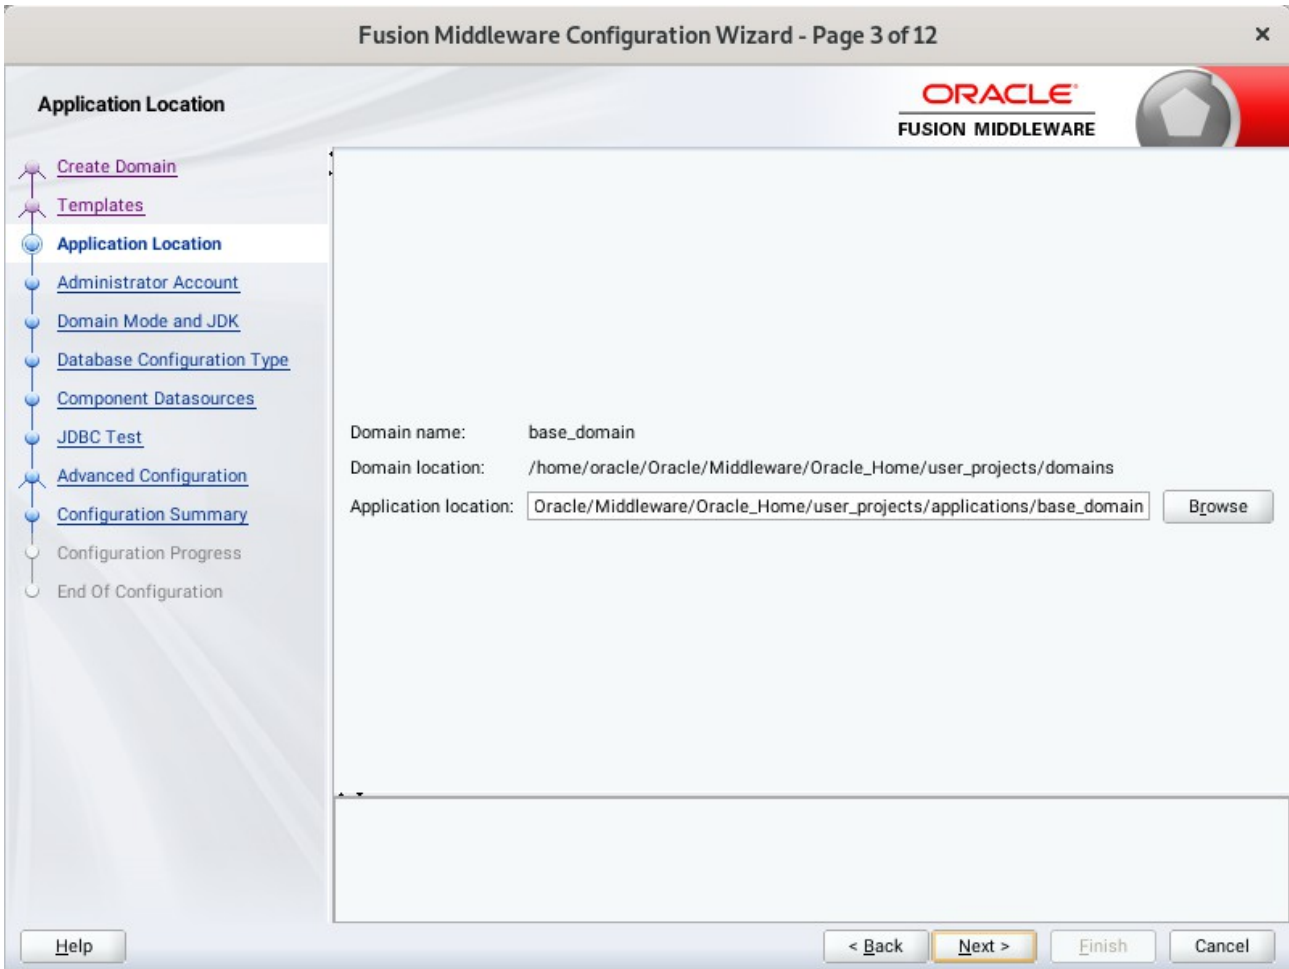 Fusion Middleware Configuration Wizard - Page 3 of 12
Application Location
ORACLE
FUSION MIDDLEWARE
Create Domain
Templates
Application Location
Administrator Account
Domain Mode and JDK
Database Configuration Type
Component Datasources
JDBC Test
Advanced Configuration
Configuration Summary
Configuration Progress
End Of Configuration
Domain name: base_domain
Domain location: /home/oracle/Oracle/Middleware/Oracle_Home/user_projects/domains
Application location: Oracle/Middleware/Oracle_Home/user_projects/applications/base_domain Browse
Help < Back Next > Finish Cancel